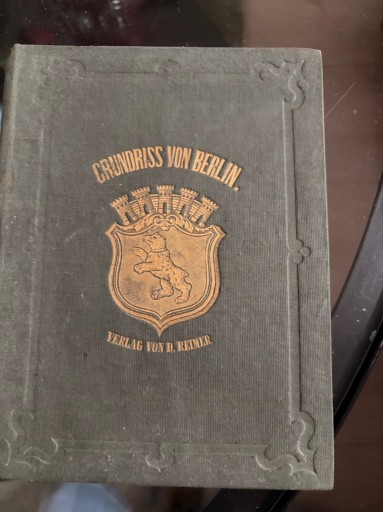 GRUNDRISS VON BERLIN.
VERLAG VON D. REIMER.